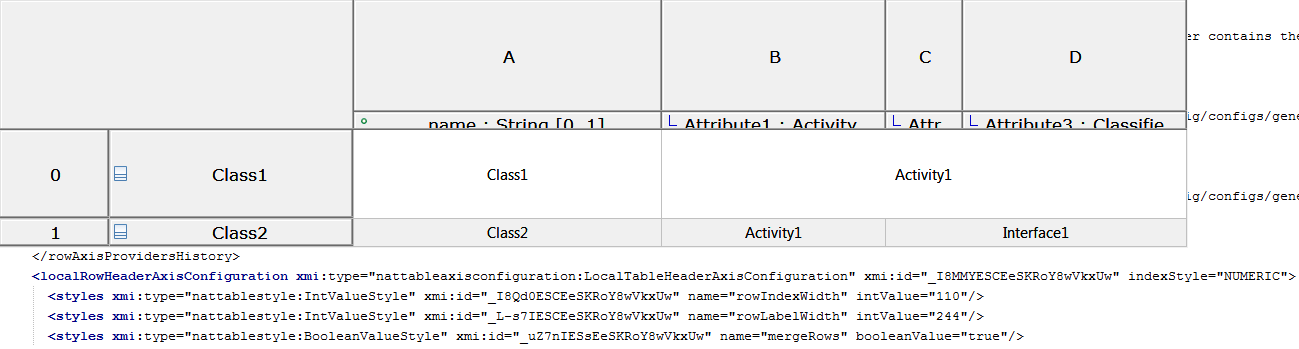 A B C D
er contains the
name : String [0..1] Attribute1 : Activity Attr Attribute3 : Classifie
ig/configs/gene
0 Class1 Class1 Activity1
ig/configs/gene
1 Class2 Class2 Activity1 Interface1
</rowAxisProvidersHistory>
<localRowHeaderAxisConfiguration xmi:type="nattableaxisconfiguration:LocalTableHeaderAxisConfiguration" xmi:id="_I8MMYESCEeSKRoY8wVkxUw" indexStyle="NUMERIC">
<styles xmi:type="nattablestyle:IntValueStyle" xmi:id="_I8Qd0ESCEeSKRoY8wVkxUw" name="rowIndexWidth" intValue="110"/>
<styles xmi:type="nattablestyle:IntValueStyle" xmi:id="_L-s7IESCEeSKRoY8wVkxUw" name="rowLabelWidth" intValue="244"/>
<styles xmi:type="nattablestyle:BooleanValueStyle" xmi:id="_uZ7nIESsEeSKRoY8wVkxUw" name="mergeRows" booleanValue="true"/>